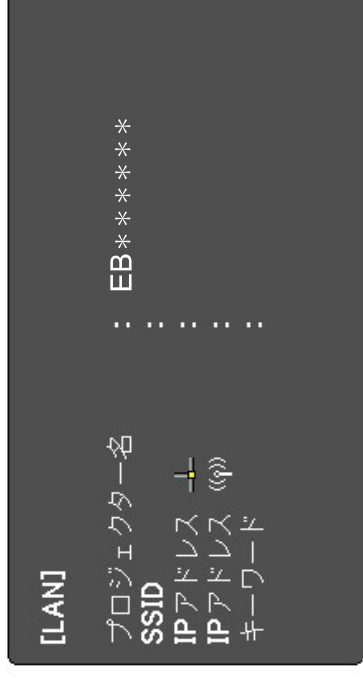 [LAN]
プロジェクター名 : EB*******
SSID :
IPアドレス :
IPアドレス :
キーワード :